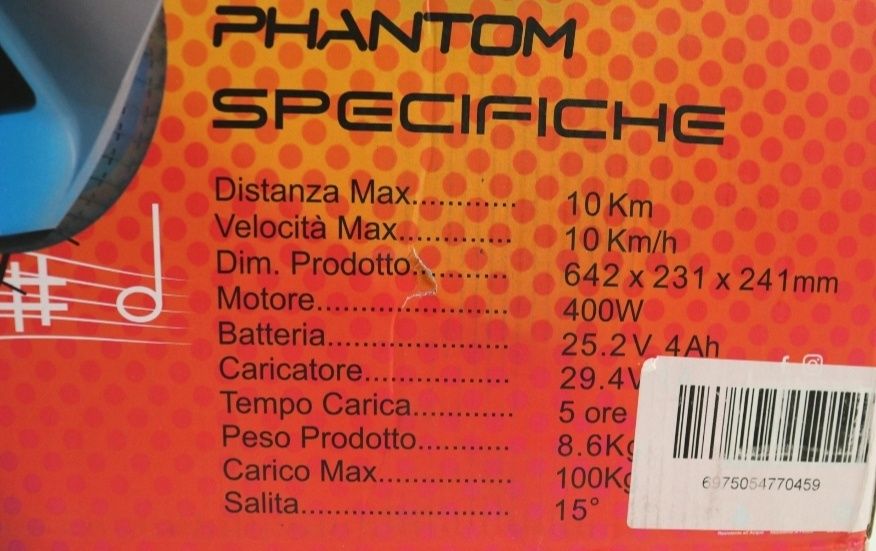 PHANTOM
SPECIFICHE
Distanza Max.............. 10 Km
Velocità Max.............. 10 Km/h
Dim. Prodotto............ 642 x 231 x 241mm
Motore........................ 400W
Batteria....................... 25.2V 4Ah
Caricatore................... 29.4V
Tempo Carica............. 5 ore
Peso Prodotto............ 8.6Kg
Carico Max................. 100Kg
Salita.......................... 15°
6975054770459